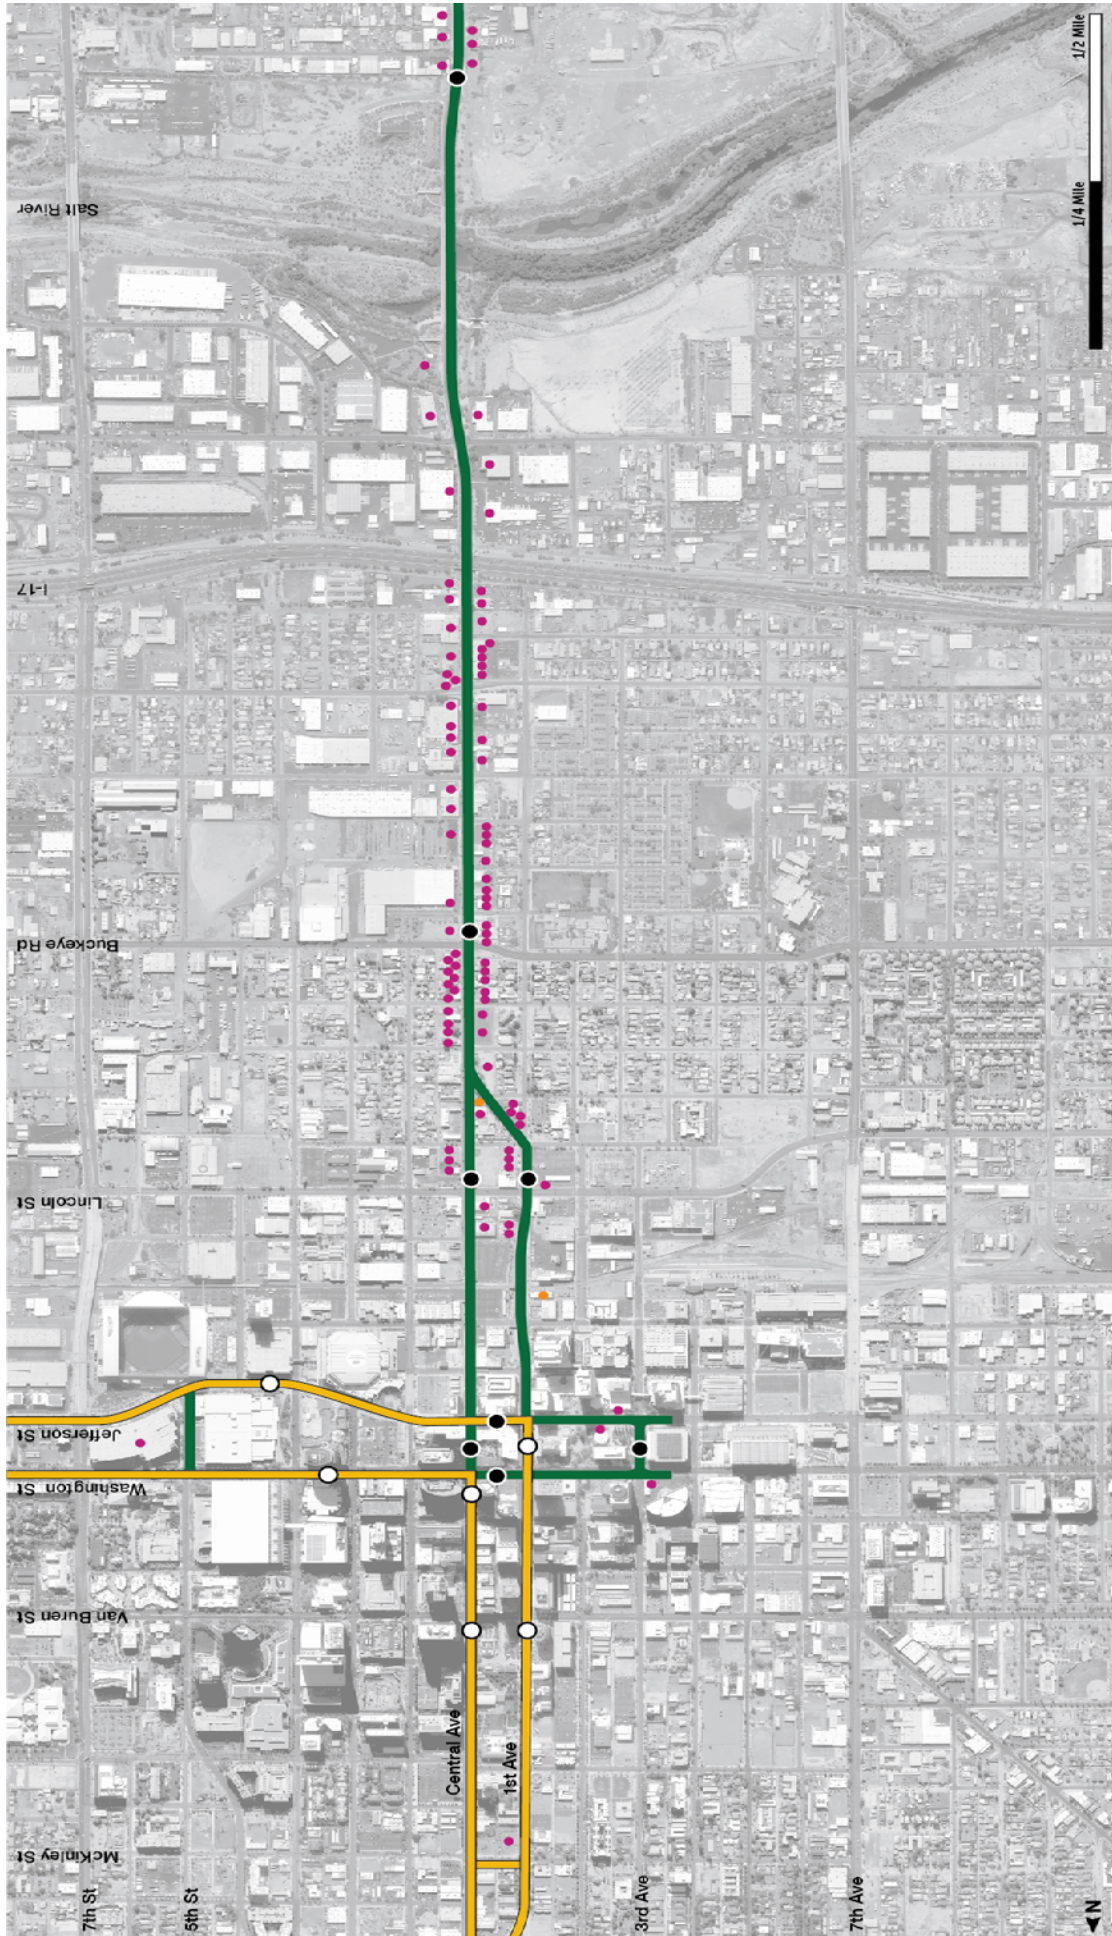 1/2 Mile
1/4 Mile
Salt River
I-17
Buckeye Rd
Lincoln St
Jefferson St
Washington St
Van Buren St
McKinley St
Central Ave
1st Ave
7th St
5th St
3rd Ave
7th Ave
N